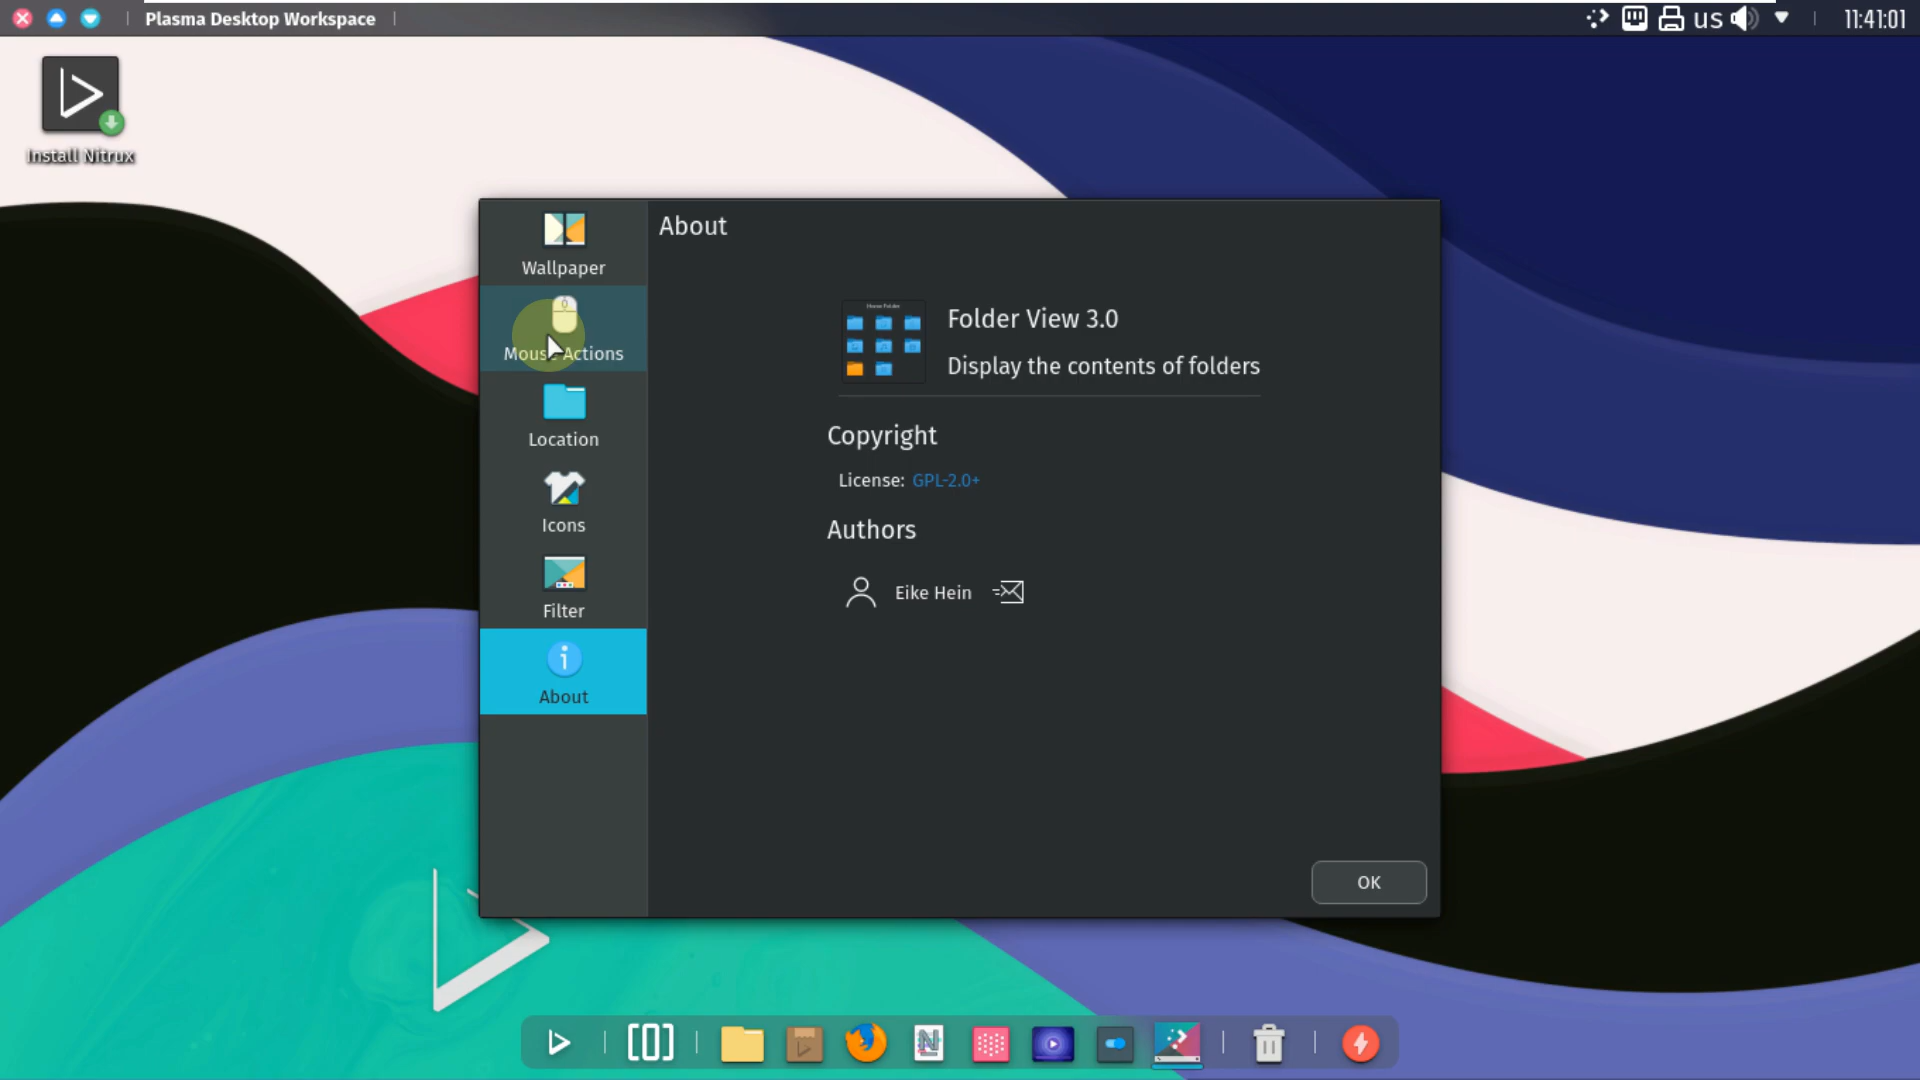 Plasma Desktop Workspace
us
11:41:01
Install Nitrux
Wallpaper
Mouse Actions
Location
Icons
Filter
About
About
Folder View 3.0
Display the contents of folders
Copyright
License: GPL-2.0+
Authors
Eike Hein
OK